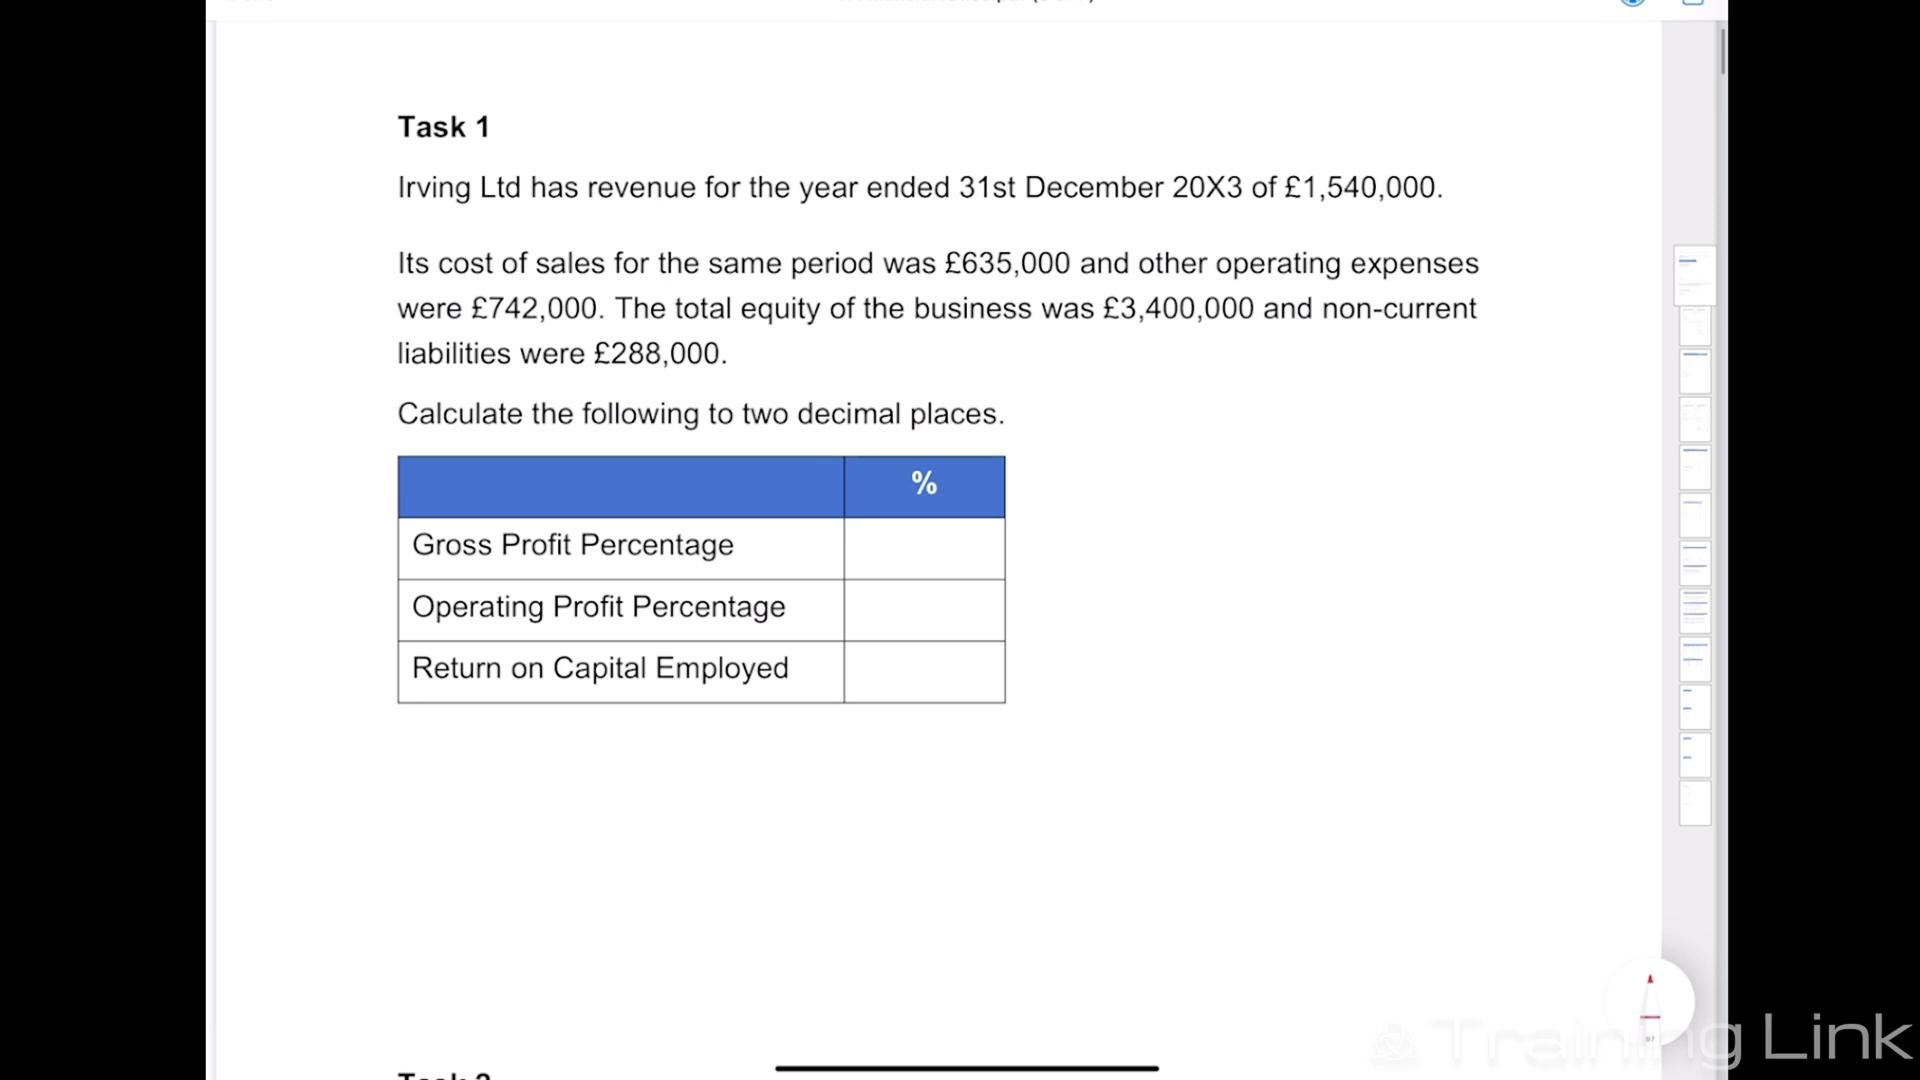 Task 1
Irving Ltd has revenue for the year ended 31st December 20X3 of £1,540,000.
Its cost of sales for the same period was £635,000 and other operating expenses
were £742,000. The total equity of the business was £3,400,000 and non-current
liabilities were £288,000.
Calculate the following to two decimal places.
%
Gross Profit Percentage
Operating Profit Percentage
Return on Capital Employed
Training Link